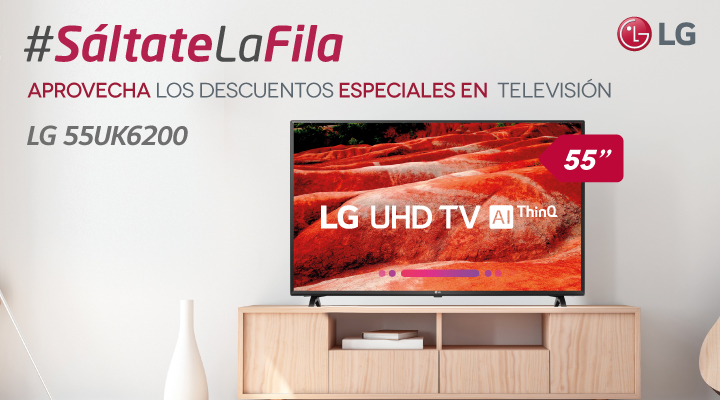 #SáltateLaFila
LG
APROVECHA LOS DESCUENTOS ESPECIALES EN TELEVISIÓN
LG 55UK6200
55”
LG UHD TV AI ThinQ